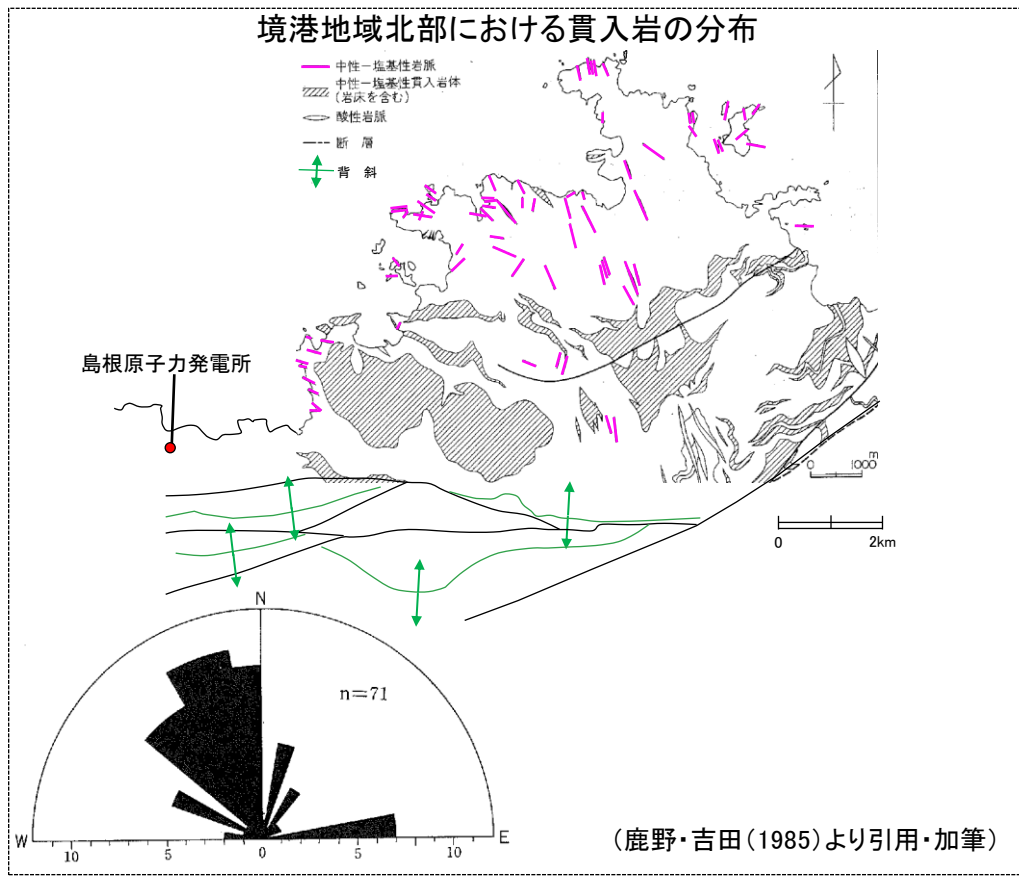 境港地域北部における貫入岩の分布
中性－塩基性岩脈
中性－塩基性貫入岩体
(岩床を含む)
酸性岩脈
断 層
背 斜
島根原子力発電所
m
0 1000
0 2km
N
n=71
W E
10 5 0 5 10
(鹿野・吉田(1985)より引用・加筆)